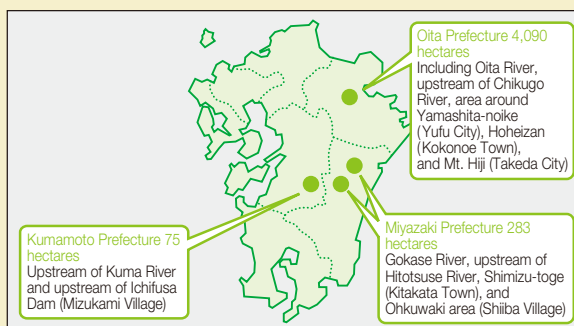 Oita Prefecture 4,090
hectares
Including Oita River,
upstream of Chikugo
River, area around
Yamashita-noike
(Yufu City), Hoheizan
(Kokonoe Town),
and Mt. Hiji (Takeda City)
Kumamoto Prefecture 75
hectares
Upstream of Kuma River
and upstream of Ichifusa
Dam (Mizukami Village)
Miyazaki Prefecture 283
hectares
Gokase River, upstream of
Hitotsuse River, Shimizu-toge
(Kitakata Town), and
Ohkuwaki area (Shiiba Village)